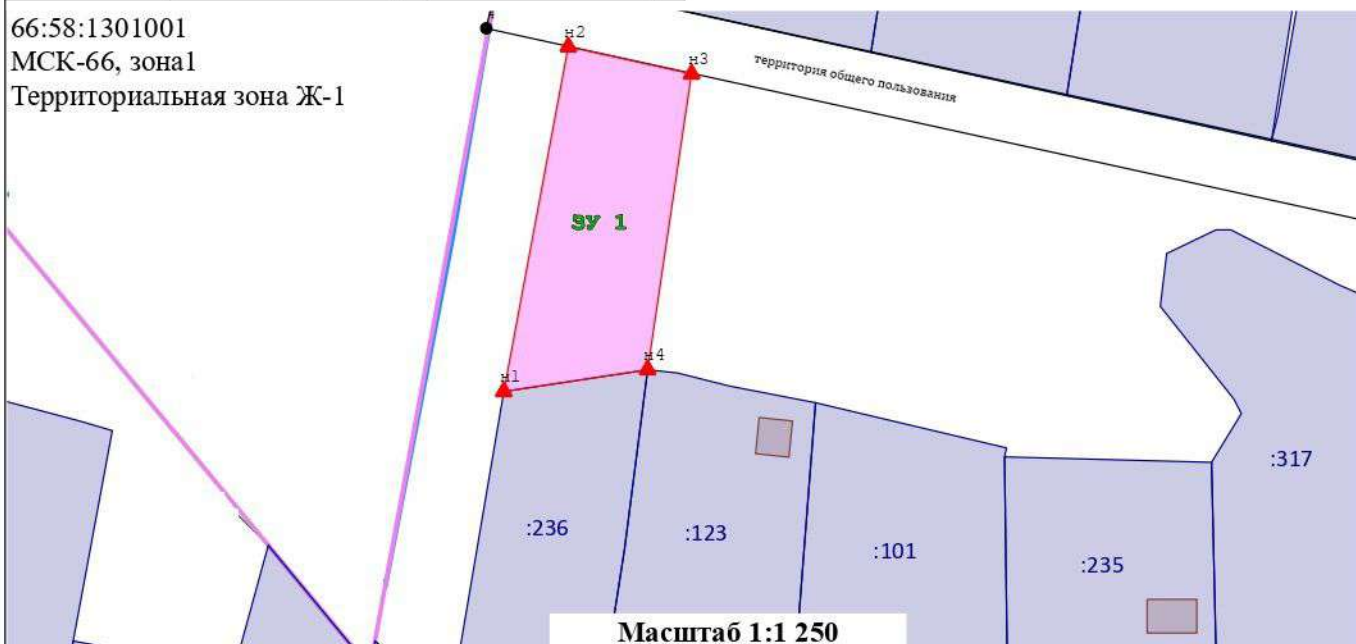 66:58:1301001
МСК-66, зона1
Территориальная зона Ж-1
н2
н3
территория общего пользования
ЗУ 1
н1
н4
:317
:236
:123
:101
:235
Масштаб 1:1 250